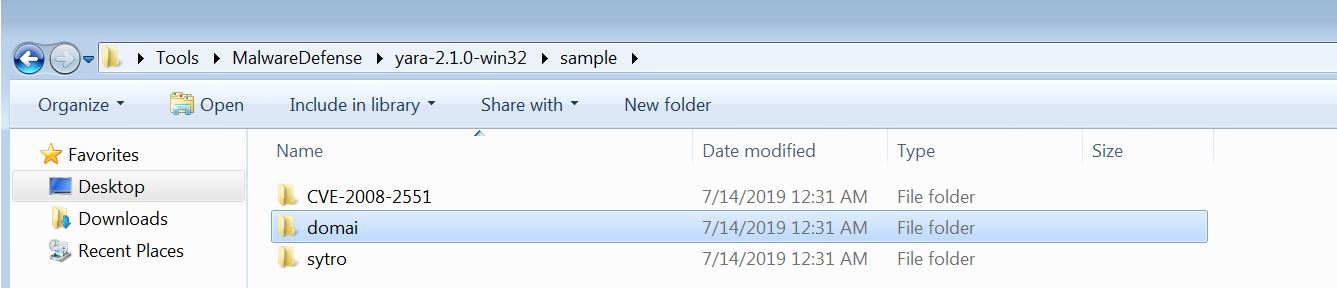 Tools MalwareDefense yara-2.1.0-win32 sample
Organize Open Include in library Share with New folder
Favorites
Desktop
Downloads
Recent Places
Name Date modified Type Size
CVE-2008-2551 7/14/2019 12:31 AM File folder
domai 7/14/2019 12:31 AM File folder
sytro 7/14/2019 12:31 AM File folder